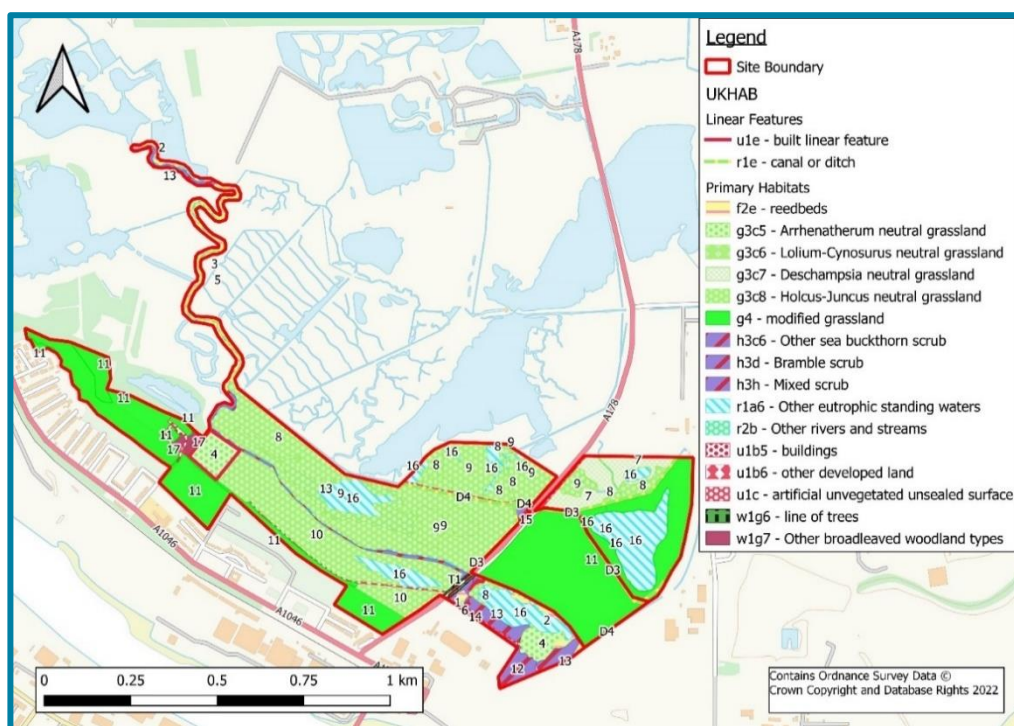 A178
Legend
Site Boundary
UKHAB
Linear Features
u1e - built linear feature
r1e - canal or ditch
Primary Habitats
f2e - reedbeds
g3c5 - Arrhenatherum neutral grassland
g3c6 - Lolium-Cynosurus neutral grassland
g3c7 - Deschampsia neutral grassland
g3c8 - Holcus-Juncus neutral grassland
g4 - modified grassland
h3c6 - Other sea buckthorn scrub
h3d - Bramble scrub
h3h - Mixed scrub
r1a6 - Other eutrophic standing waters
r2b - Other rivers and streams
u1b5 - buildings
u1b6 - other developed land
u1c - artificial unvegetated unsealed surface
w1g6 - line of trees
w1g7 - Other broadleaved woodland types
2
13
3
5
11
11
11
11
11
17
17
4
11
8
13 9 16
10
99
11
16
10
11
16
8
16
9
8 9
16
16 9
8
8
D4
D4
15
A178
7
16
9
7
8
8
D3
16
16
16
16
11
D3
D4
D3
T1
1
6
14
8
13
16
2
4
12
13
A1046
A1046
0 0.25 0.5 0.75 1 km
Contains Ordnance Survey Data ©
Crown Copyright and Database Rights 2022